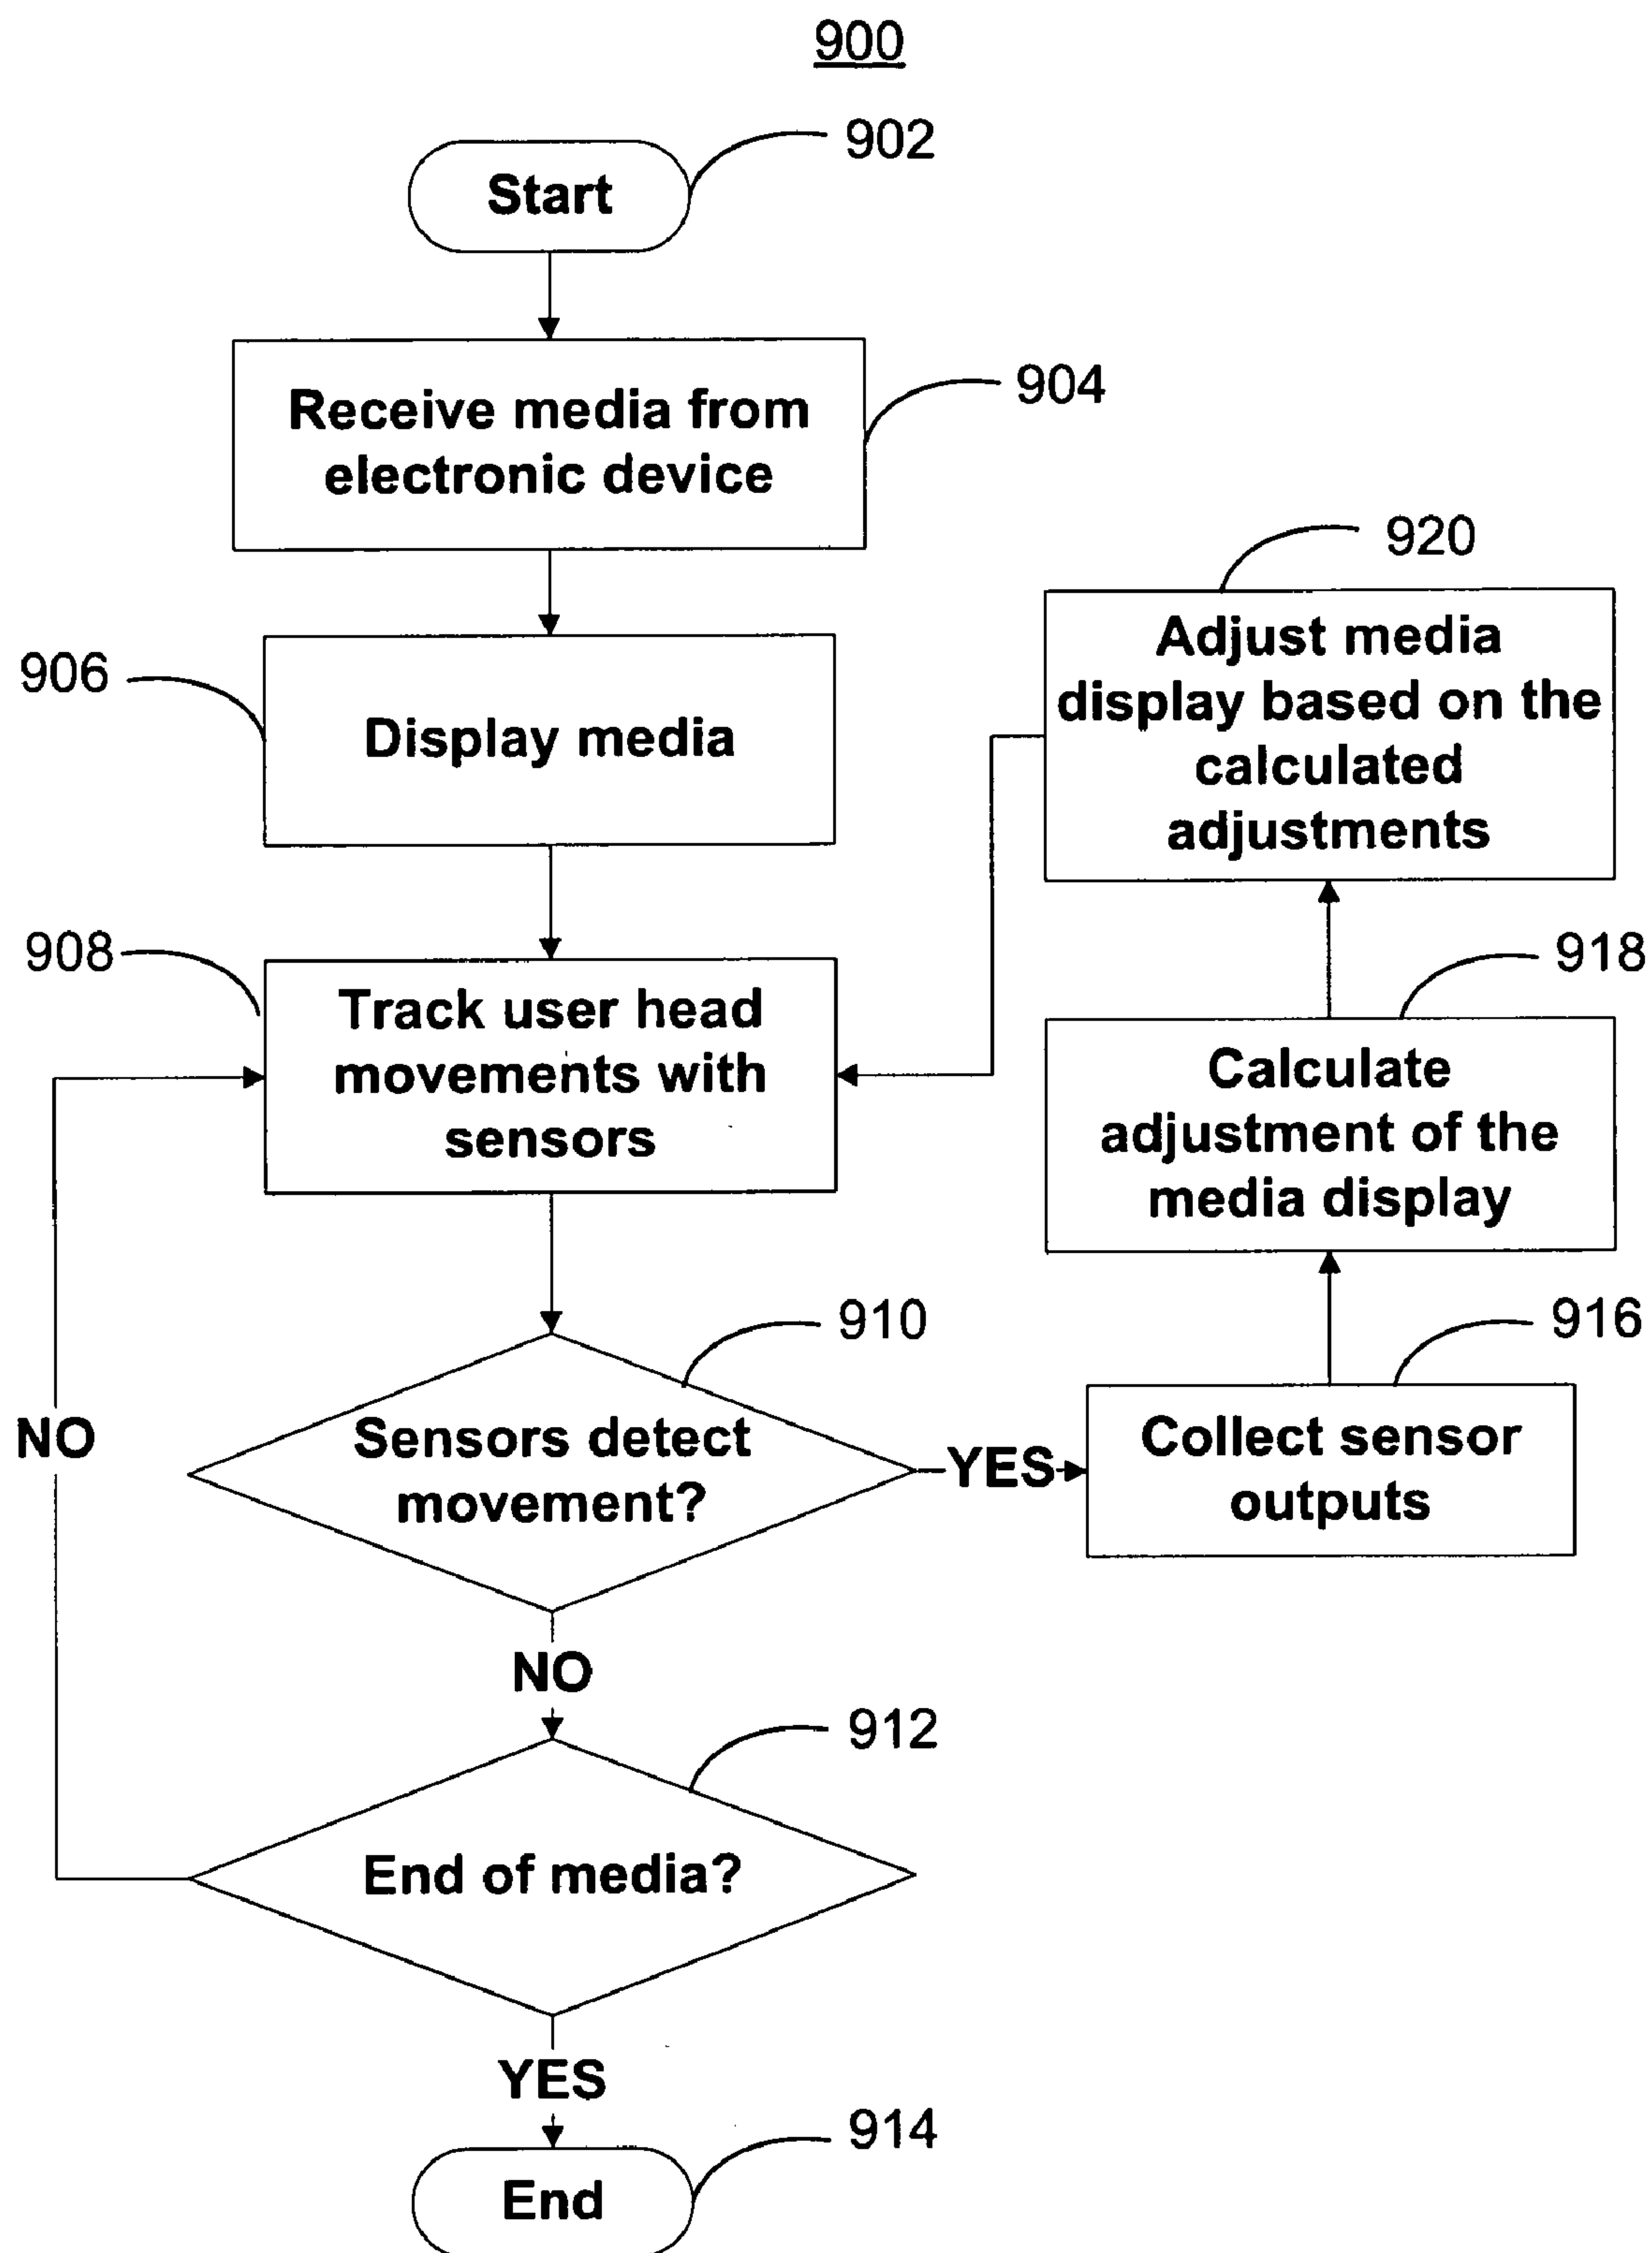 900
902
Start
904
Receive media from
electronic device
920
Adjust media
display based on the
calculated
adjustments
906
Display media
908
Track user head
movements with
sensors
918
Calculate
adjustment of the
media display
910
916
NO
Sensors detect
movement?
YES
Collect sensor
outputs
NO
912
End of media?
YES
914
End